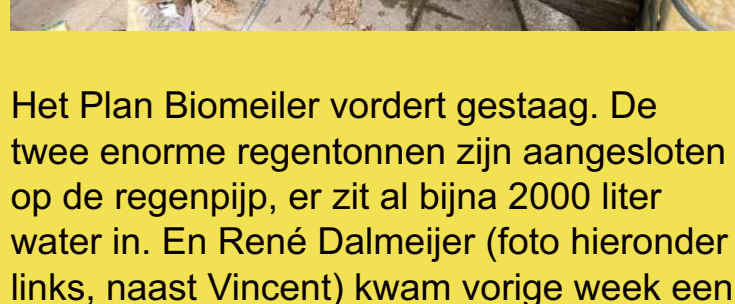 Het Plan Biomeiler vordert gestaag. De
twee enorme regentonnen zijn aangesloten
op de regenpijp, er zit al bijna 2000 liter
water in. En René Dalmeijer (foto hieronder
links, naast Vincent) kwam vorige week een